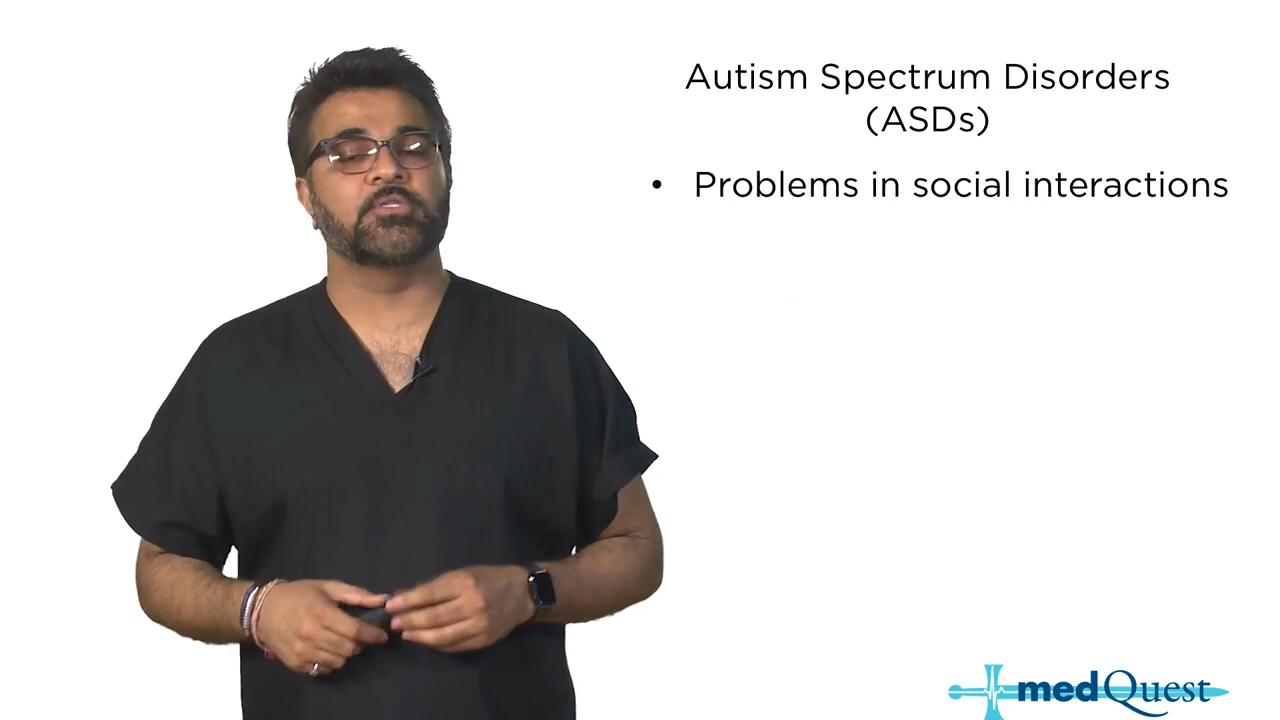 Autism Spectrum Disorders
(ASDs)
• Problems in social interactions
medQuest